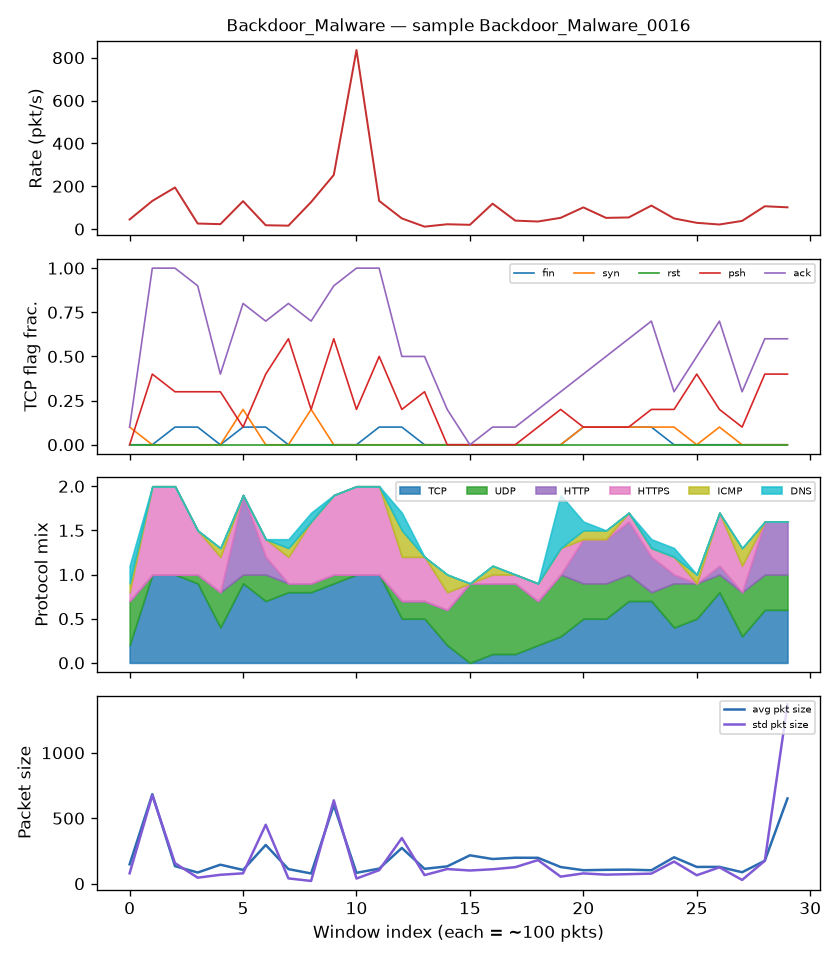 Backdoor_Malware — sample Backdoor_Malware_0016
Rate (pkt/s)
800
600
400
200
0
TCP flag frac.
1.00
0.75
0.50
0.25
0.00
fin syn rst psh ack
Protocol mix
2.0
1.5
1.0
0.5
0.0
TCP UDP HTTP HTTPS ICMP DNS
Packet size
1000
500
0
avg pkt size
std pkt size
0 5 10 15 20 25 30
Window index (each = ~100 pkts)